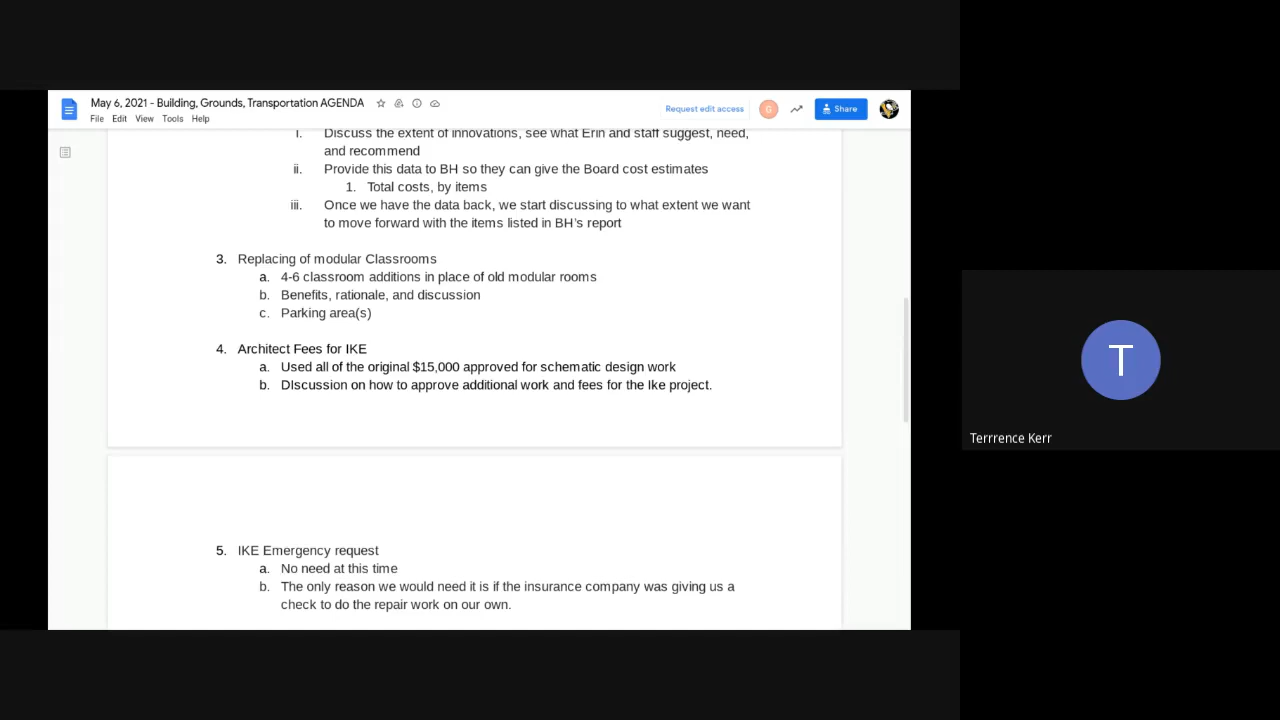 May 6, 2021 - Building, Grounds, Transportation AGENDA
File Edit View Tools Help
Request edit access
G
Share
i. Discuss the extent of innovations, see what Erin and staff suggest, need,
and recommend
ii. Provide this data to BH so they can give the Board cost estimates
1. Total costs, by items
iii. Once we have the data back, we start discussing to what extent we want
to move forward with the items listed in BH's report
3. Replacing of modular Classrooms
a. 4-6 classroom additions in place of old modular rooms
b. Benefits, rationale, and discussion
c. Parking area(s)
4. Architect Fees for IKE
a. Used all of the original $15,000 approved for schematic design work
b. DIscussion on how to approve additional work and fees for the Ike project.
5. IKE Emergency request
a. No need at this time
b. The only reason we would need it is if the insurance company was giving us a
check to do the repair work on our own.
T
Terrrence Kerr